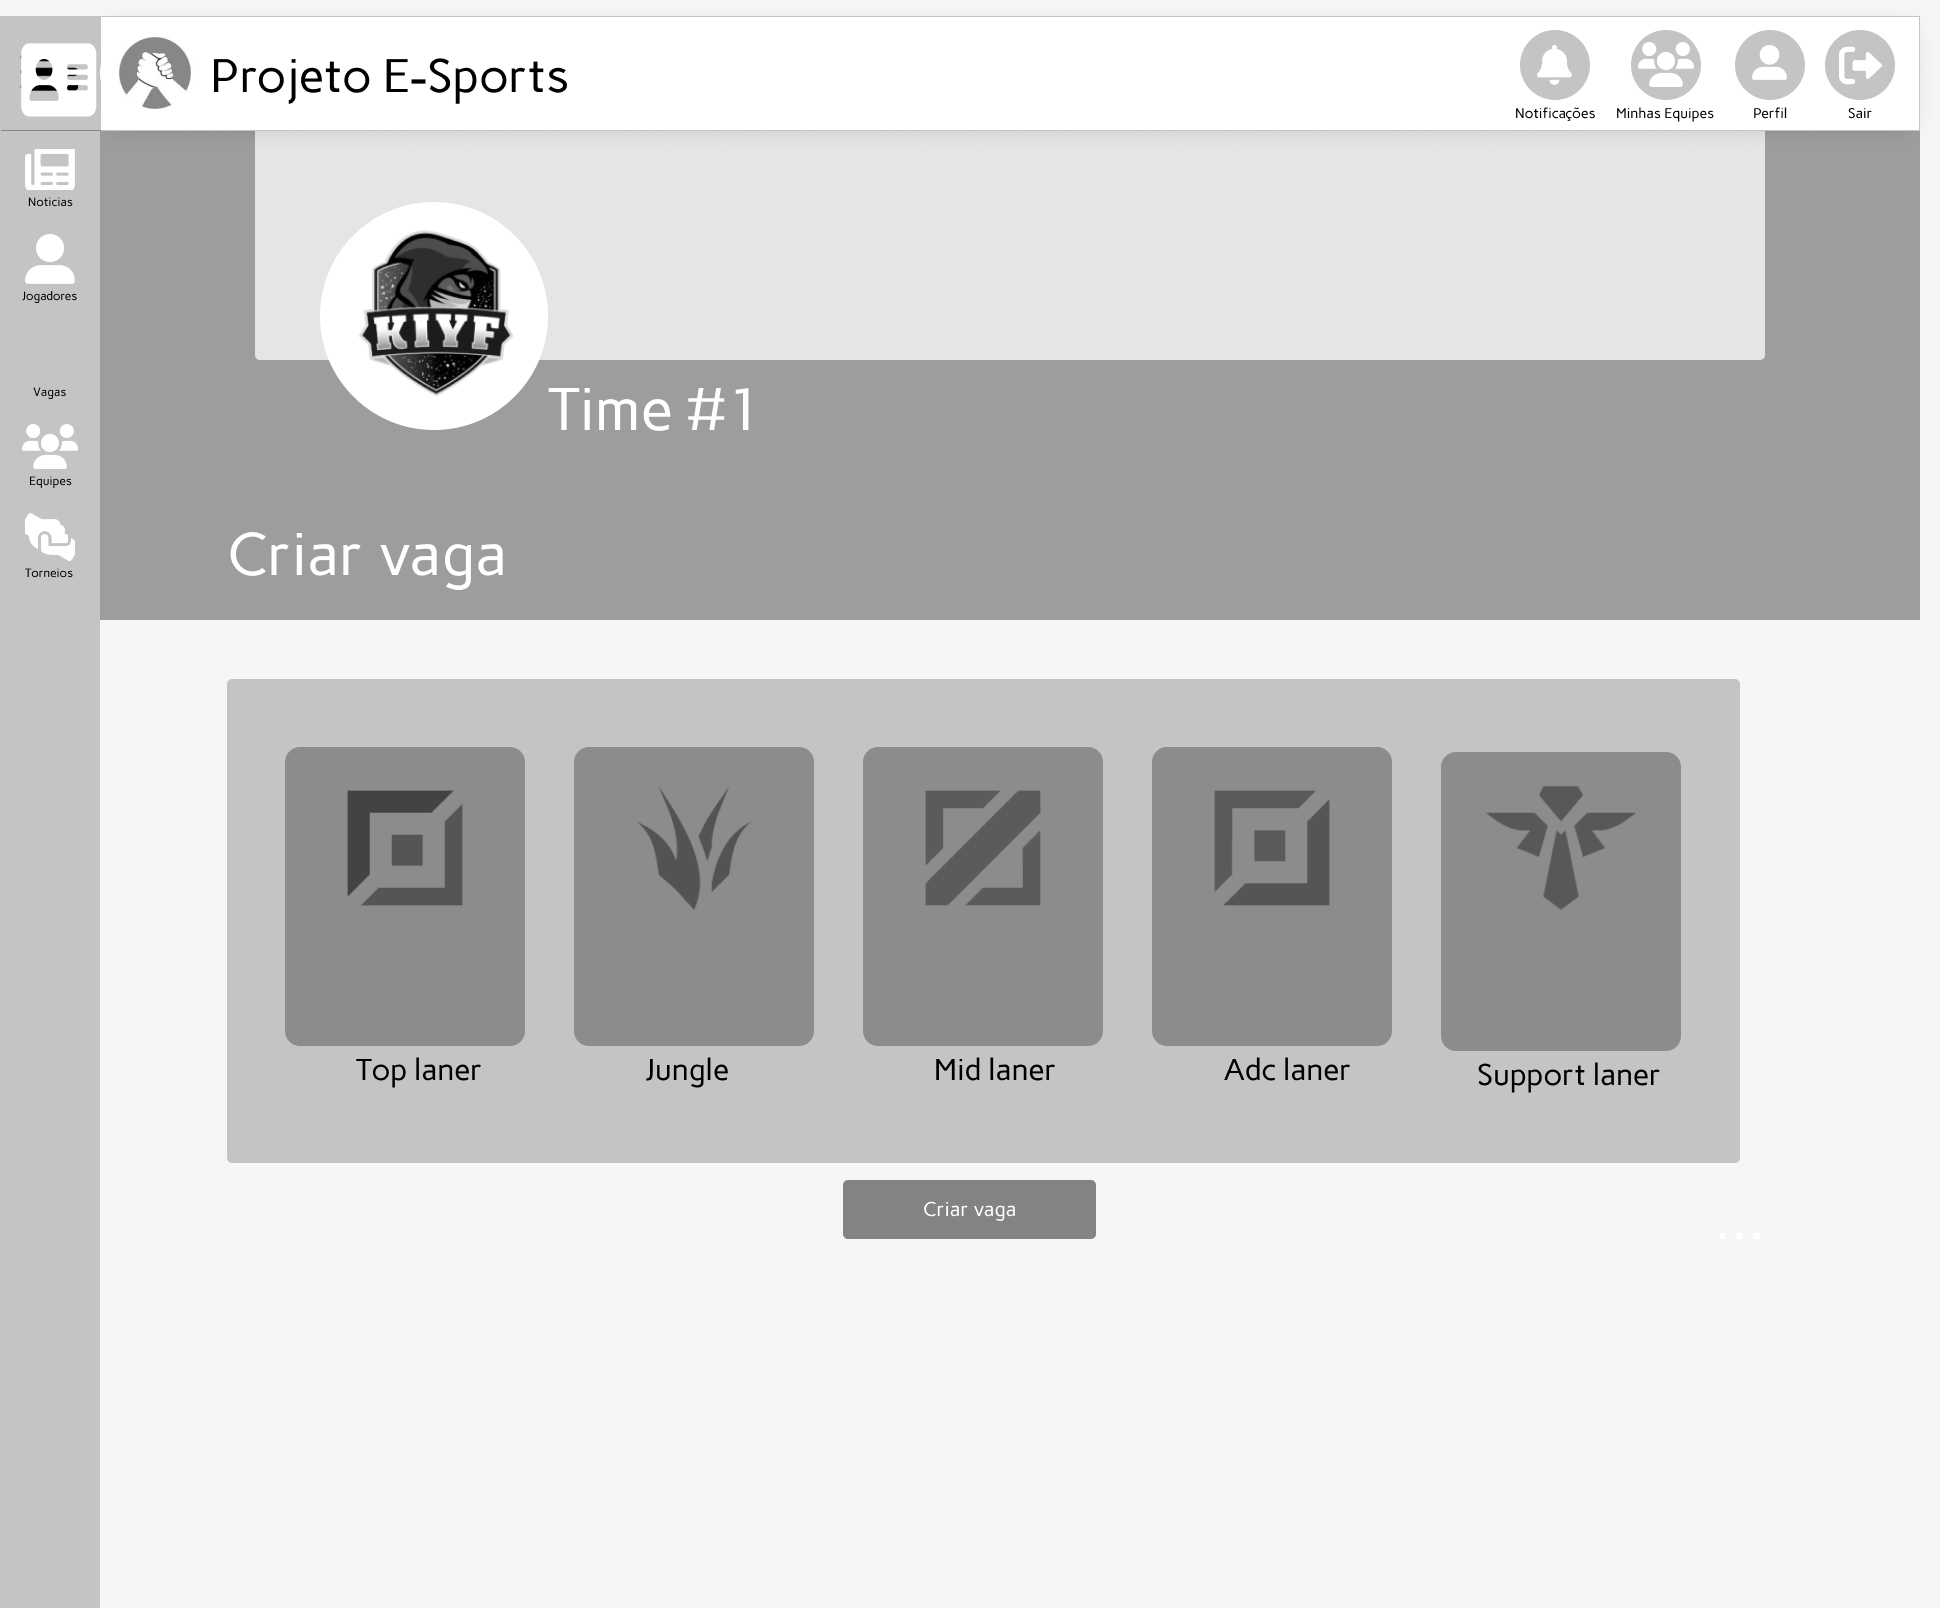 Projeto E-Sports
Notificações
Minhas Equipes
Perfil
Sair
Noticias
Jogadores
Vagas
Equipes
Torneios
KIYF
Time #1
Criar vaga
Top laner
Jungle
Mid laner
Adc laner
Support laner
Criar vaga
...